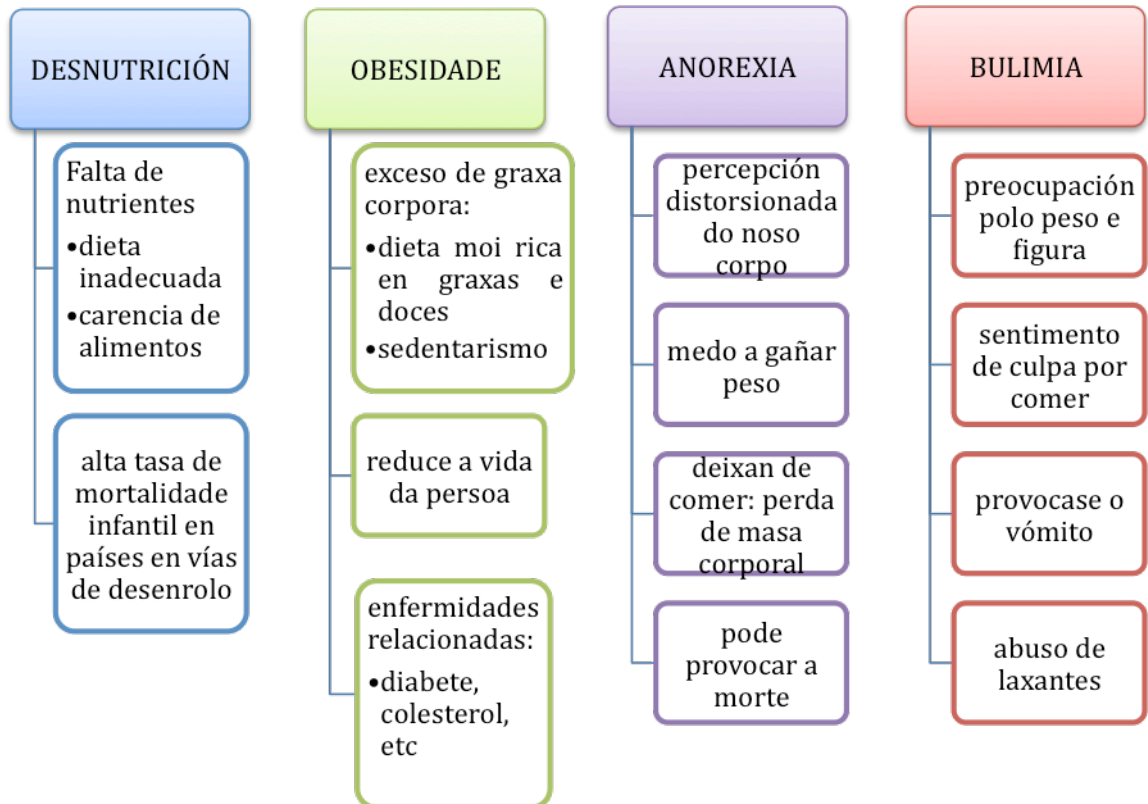 DESNUTRICIÓN
Falta de
nutrientes
•dieta
inadecuada
•carencia de
alimentos
alta tasa de
mortalidade
infantil en
países en vías
de desenrolo
OBESIDADE
exceso de graxa
corpora:
•dieta moi rica
en graxas e
doces
•sedentarismo
reduce a vida
da persoa
enfermidades
relacionadas:
•diabete,
colesterol,
etc
ANOREXIA
percepción
distorsionada
do noso
corpo
medo a gañar
peso
deixan de
comer: perda
de masa
corporal
pode
provocar a
morte
BULIMIA
preocupación
polo peso e
figura
sentimento
de culpa por
comer
provocase o
vómito
abuso de
laxantes